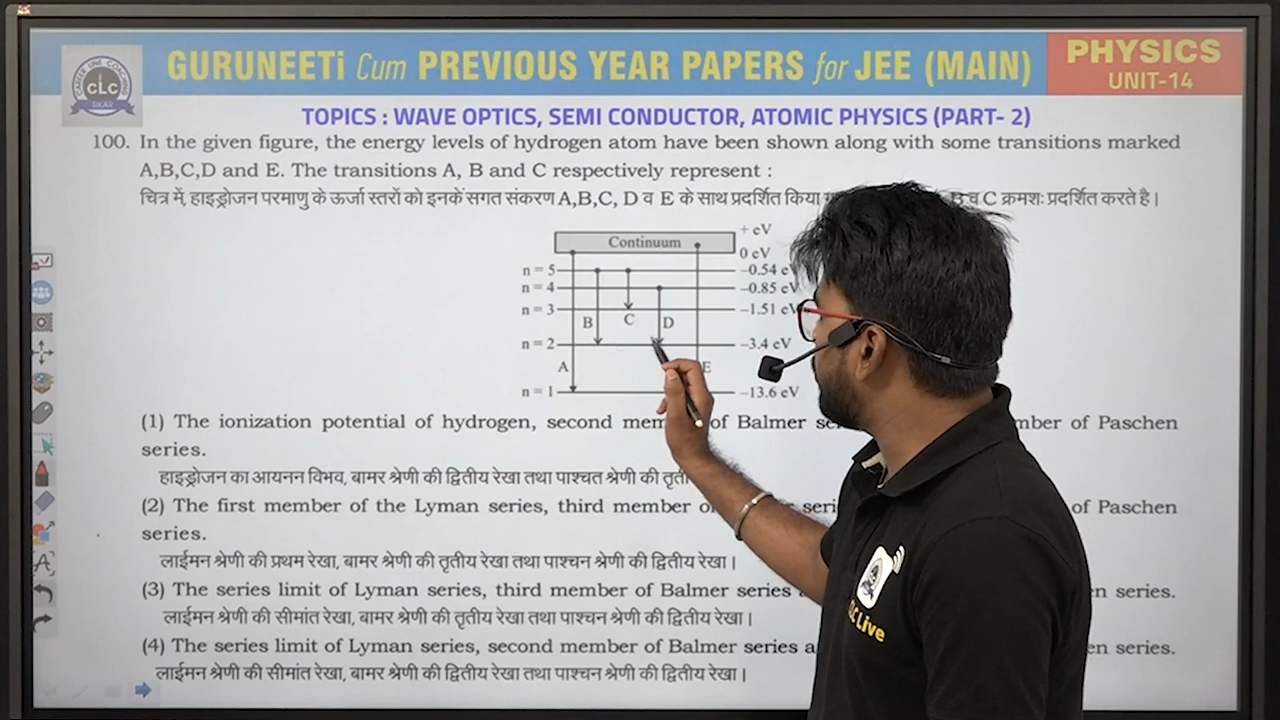 GURUNEETi Cum PREVIOUS YEAR PAPERS for JEE (MAIN)
PHYSICS
UNIT-14
CAREER LINE COACHING
CLC
SIKAR
TOPICS : WAVE OPTICS, SEMI CONDUCTOR, ATOMIC PHYSICS (PART- 2)
100. In the given figure, the energy levels of hydrogen atom have been shown along with some transitions marked
A,B,C,D and E. The transitions A, B and C respectively represent :
चित्र में, हाइड्रोजन परमाणु के ऊर्जा स्तरों को इनके संगत संकरण A,B,C, D व E के साथ प्रदर्शित किया B व C क्रमशः प्रदर्शित करते है।
+ eV
Continuum
0 eV
n = 5 −0.54 eV
n = 4 −0.85 eV
n = 3 −1.51 eV
B C D
n = 2 −3.4 eV
A E
n = 1 −13.6 eV
(1) The ionization potential of hydrogen, second of Balmer of Paschen
series.
हाइड्रोजन का आयनन विभव, बामर श्रेणी की द्वितीय रेखा तथा पाश्चत श्रेणी की
(2) The first member of the Lyman series, third member of Paschen
series.
लाईमन श्रेणी की प्रथम रेखा, बामर श्रेणी की तृतीय रेखा तथा पाश्चन श्रेणी की द्वितीय रेखा।
(3) The series limit of Lyman series, third member of Balmer series series.
लाईमन श्रेणी की सीमांत रेखा, बामर श्रेणी की तृतीय रेखा तथा पाश्चन श्रेणी की द्वितीय रेखा।
(4) The series limit of Lyman series, second member of Balmer series series.
लाईमन श्रेणी की सीमांत रेखा, बामर श्रेणी की द्वितीय रेखा तथा पाश्चन श्रेणी की द्वितीय रेखा।
Live